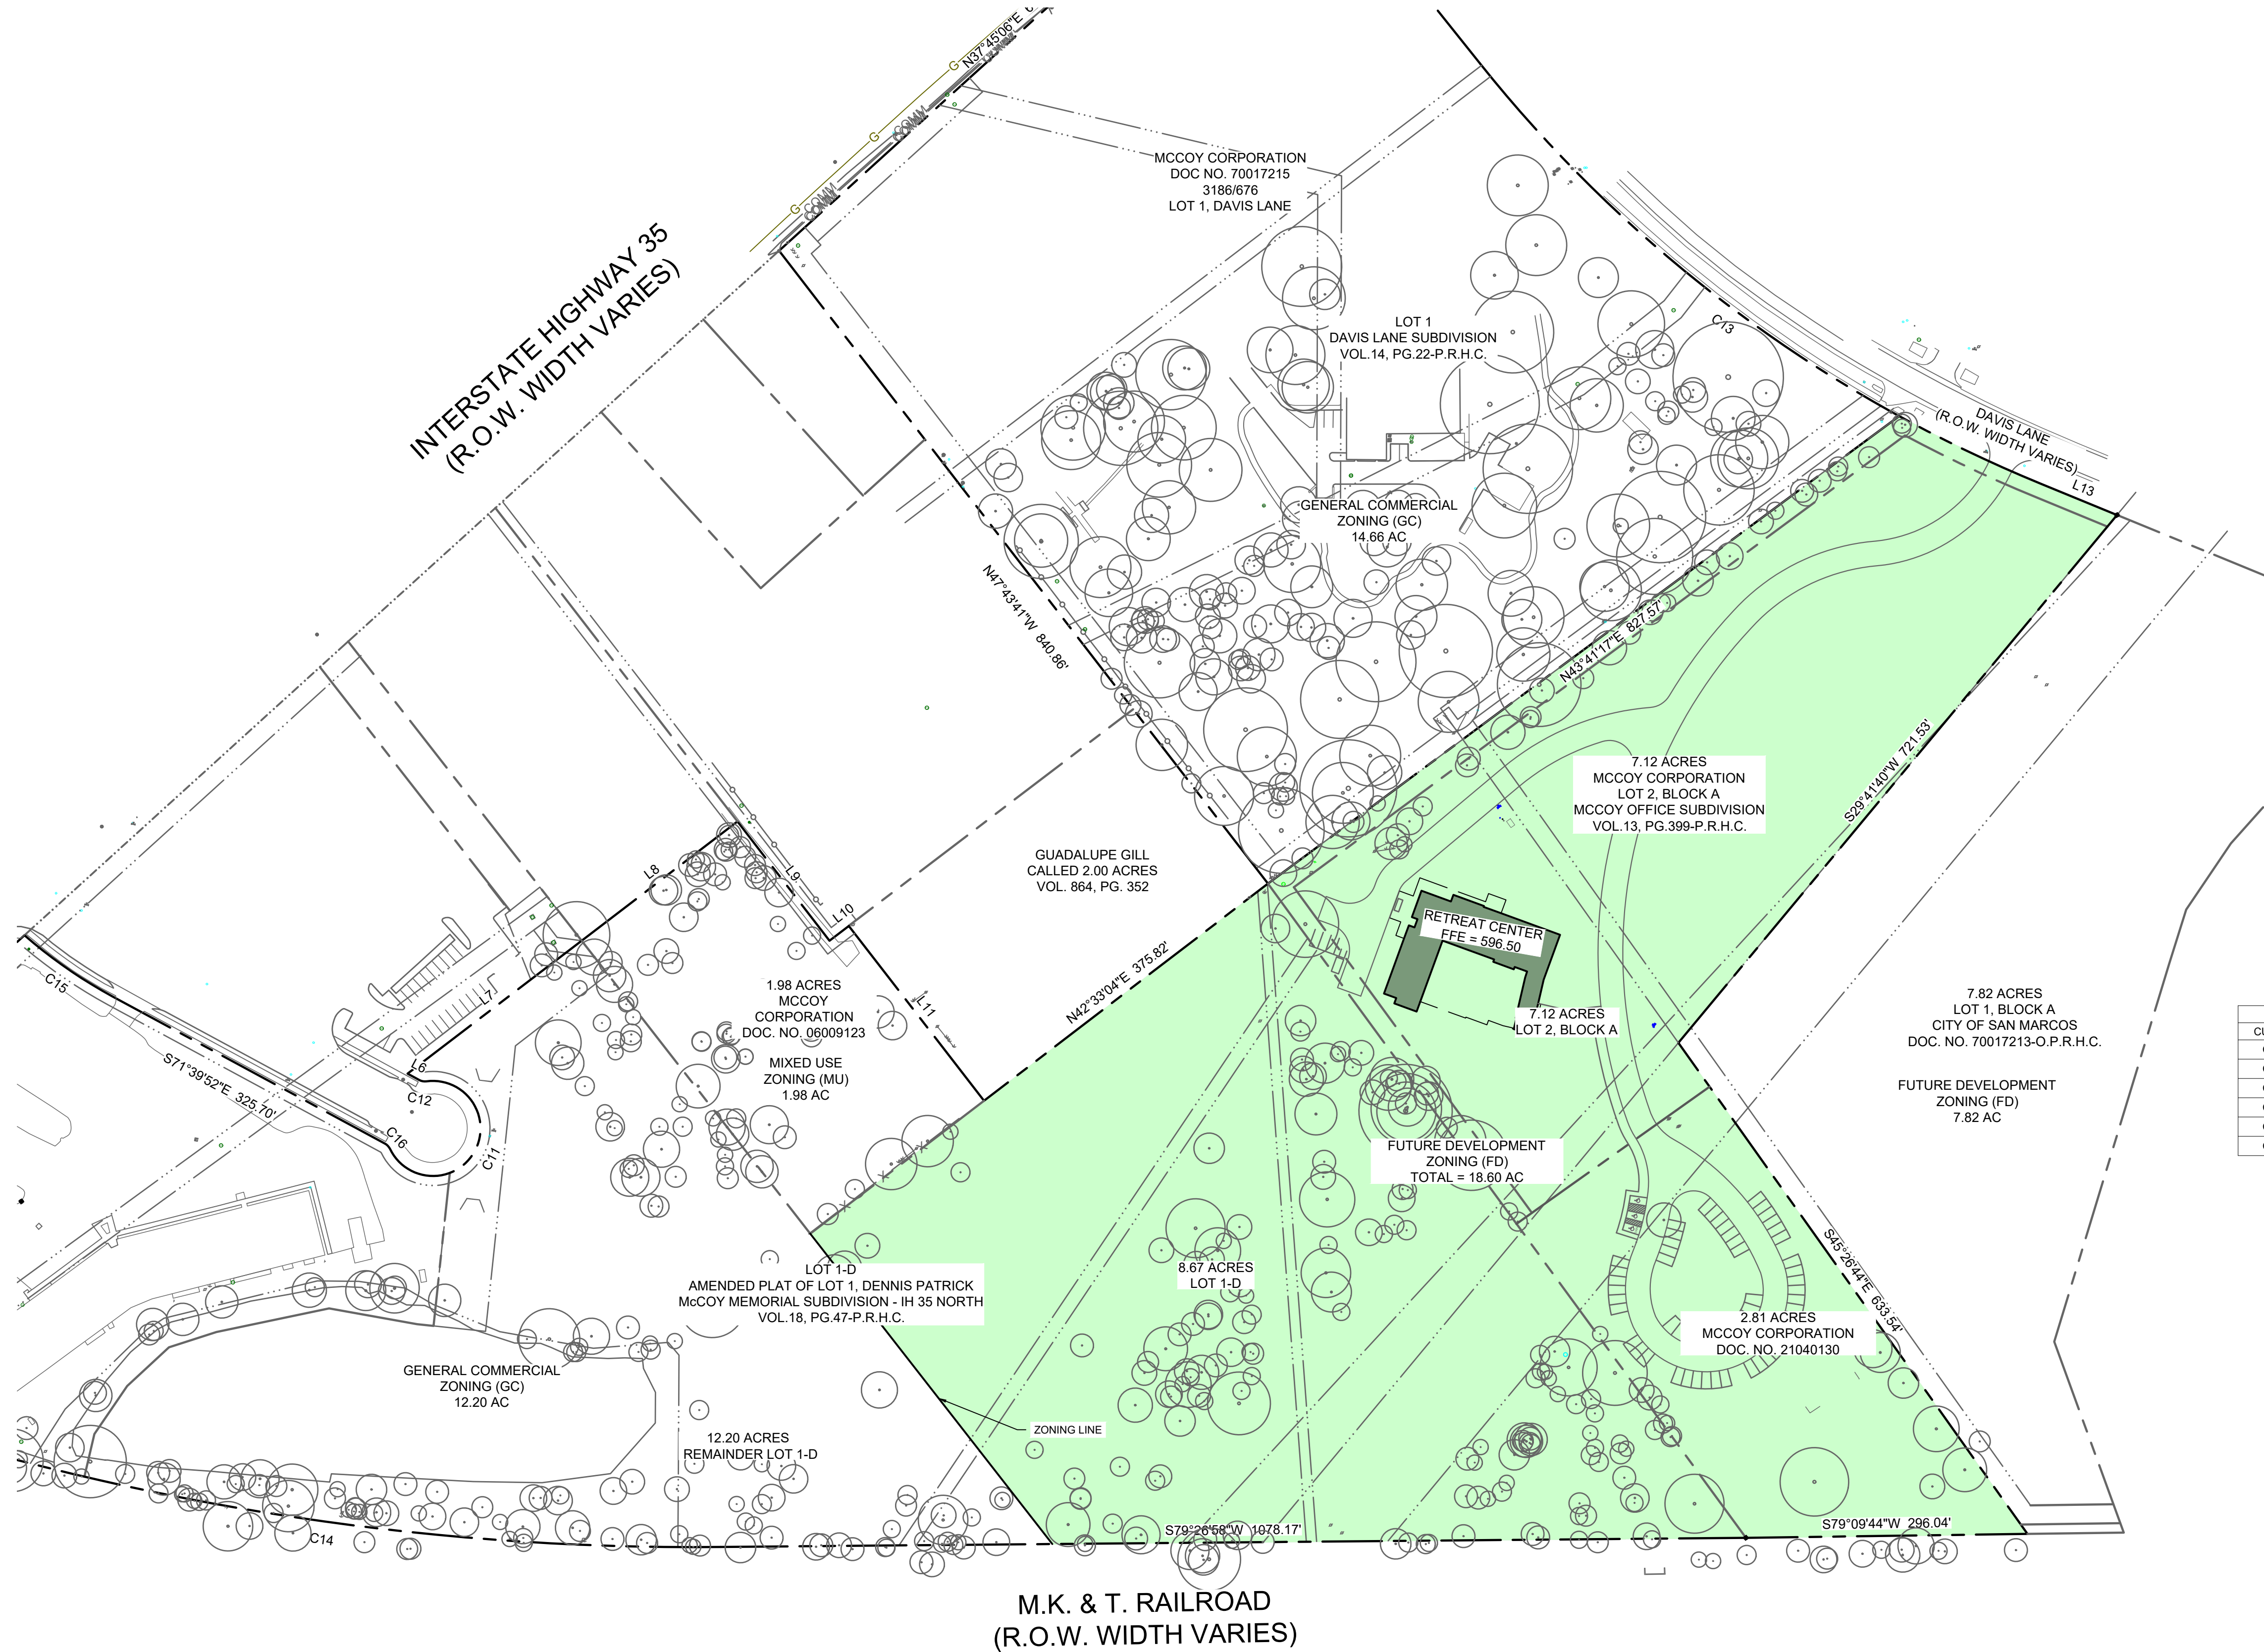 N37°45'06"E
G
G
G
COMM
COMM
MCCOY CORPORATION
DOC NO. 70017215
3186/676
LOT 1, DAVIS LANE
INTERSTATE HIGHWAY 35
(R.O.W. WIDTH VARIES)
LOT 1
DAVIS LANE SUBDIVISION
VOL.14, PG.22-P.R.H.C.
C13
DAVIS LANE
(R.O.W. WIDTH VARIES)
L13
GENERAL COMMERCIAL
ZONING (GC)
14.66 AC
N47°43'41"W 840.86'
N43°41'17"E 827.57'
S29°41'40"W 721.53'
7.12 ACRES
MCCOY CORPORATION
LOT 2, BLOCK A
MCCOY OFFICE SUBDIVISION
VOL.13, PG.399-P.R.H.C.
GUADALUPE GILL
CALLED 2.00 ACRES
VOL. 864, PG. 352
L8
L9
L10
RETREAT CENTER
FFE = 596.50
N42°33'04"E 375.82'
C15
L7
1.98 ACRES
MCCOY
CORPORATION
DOC. NO. 06009123
MIXED USE
ZONING (MU)
1.98 AC
L11
7.12 ACRES
LOT 2, BLOCK A
7.82 ACRES
LOT 1, BLOCK A
CITY OF SAN MARCOS
DOC. NO. 70017213-O.P.R.H.C.
FUTURE DEVELOPMENT
ZONING (FD)
7.82 AC
S71°39'52"E 325.70'
L6
C12
C16
C11
FUTURE DEVELOPMENT
ZONING (FD)
TOTAL = 18.60 AC
S45°26'44"E 633.54'
LOT 1-D
AMENDED PLAT OF LOT 1, DENNIS PATRICK
McCOY MEMORIAL SUBDIVISION - IH 35 NORTH
VOL.18, PG.47-P.R.H.C.
8.67 ACRES
LOT 1-D
2.81 ACRES
MCCOY CORPORATION
DOC. NO. 21040130
GENERAL COMMERCIAL
ZONING (GC)
12.20 AC
ZONING LINE
12.20 ACRES
REMAINDER LOT 1-D
C14
S79°26'58"W 1078.17'
S79°09'44"W 296.04'
M.K. & T. RAILROAD
(R.O.W. WIDTH VARIES)